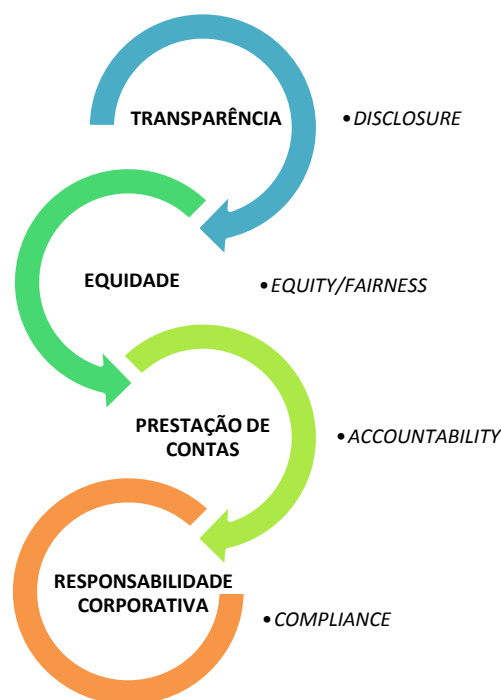 TRANSPARÊNCIA
• DISCLOSURE
EQUIDADE
• EQUITY/FAIRNESS
PRESTAÇÃO DE
CONTAS
• ACCOUNTABILITY
RESPONSABILIDADE
CORPORATIVA
• COMPLIANCE